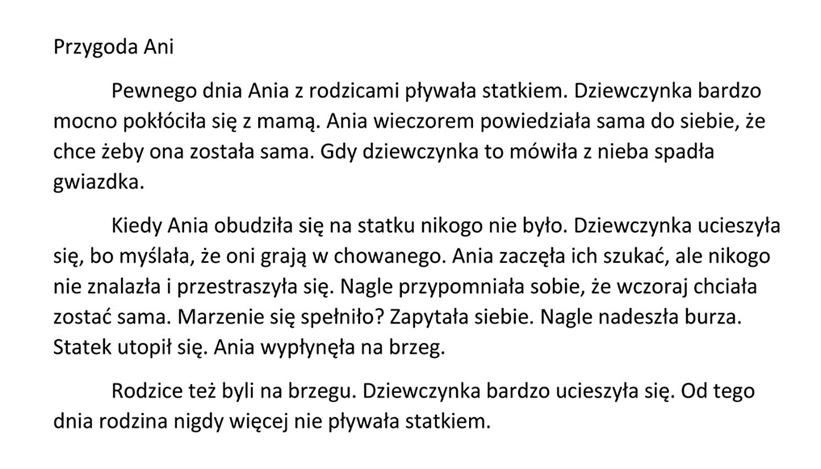 Przygoda Ani
Pewnego dnia Ania z rodzicami pływała statkiem. Dziewczynka bardzo
mocno pokłóciła się z mamą. Ania wieczorem powiedziała sama do siebie, że
chce żeby ona została sama. Gdy dziewczynka to mówiła z nieba spadła
gwiazdka.
Kiedy Ania obudziła się na statku nikogo nie było. Dziewczynka ucieszyła
się, bo myślała, że oni grają w chowanego. Ania zaczęła ich szukać, ale nikogo
nie znalazła i przestraszyła się. Nagle przypomniała sobie, że wczoraj chciała
zostać sama. Marzenie się spełniło? Zapytała siebie. Nagle nadeszła burza.
Statek utopił się. Ania wypłynęła na brzeg.
Rodzice też byli na brzegu. Dziewczynka bardzo ucieszyła się. Od tego
dnia rodzina nigdy więcej nie pływała statkiem.